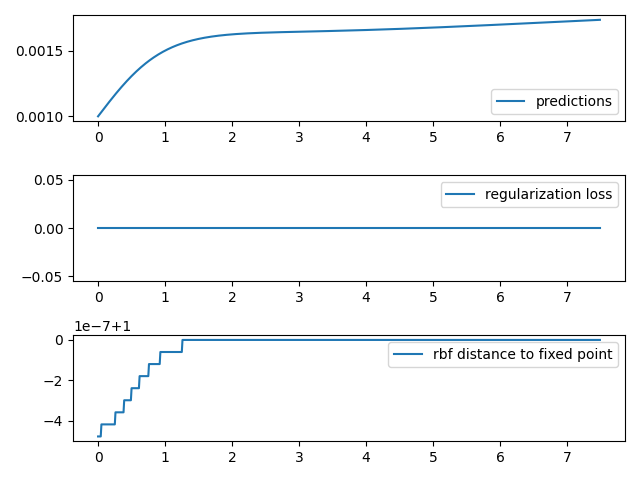 0.0015
0.0010
predictions
0 1 2 3 4 5 6 7
0.05
0.00
−0.05
regularization loss
0 1 2 3 4 5 6 7
1e−7+1
0
−2
−4
rbf distance to fixed point
0 1 2 3 4 5 6 7